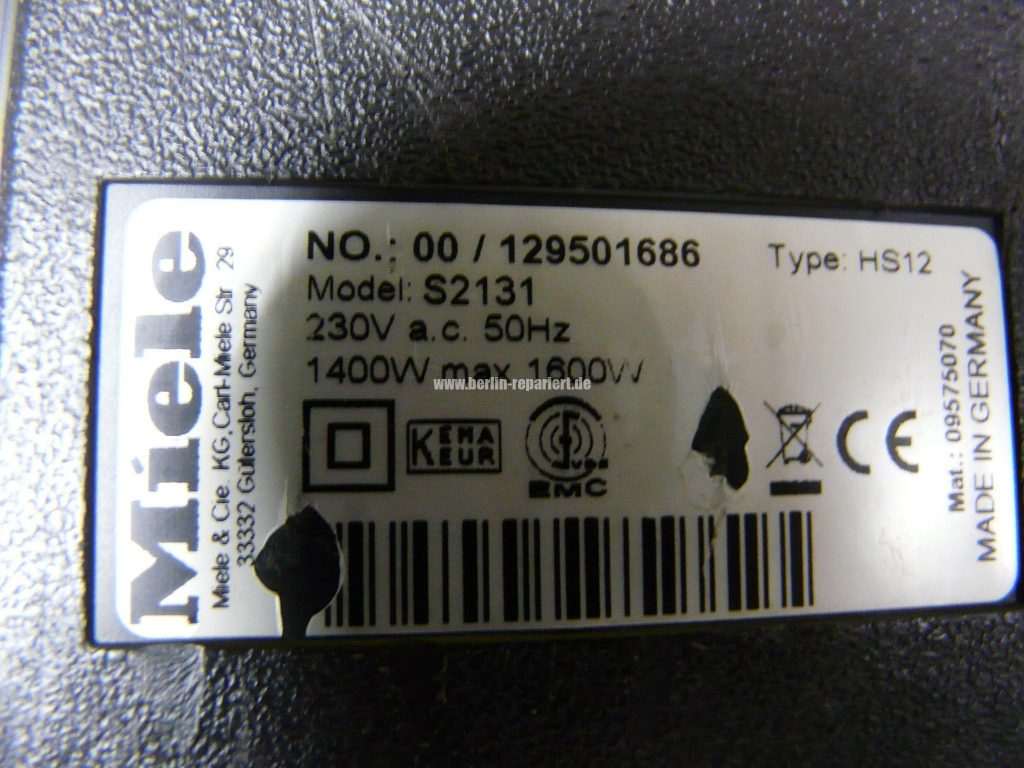 Miele
Miele & Cie. KG, Carl-Miele Str 29
33332 Gütersloh, Germany
NO.: 00 / 129501686
Type: HS12
Model: S2131
230V a.c. 50Hz
1400W max 1600W
www.berlin-repariert.de
KEMA
KEUR
VDE
EMC
CE
Mat.: 09575070
MADE IN GERMANY